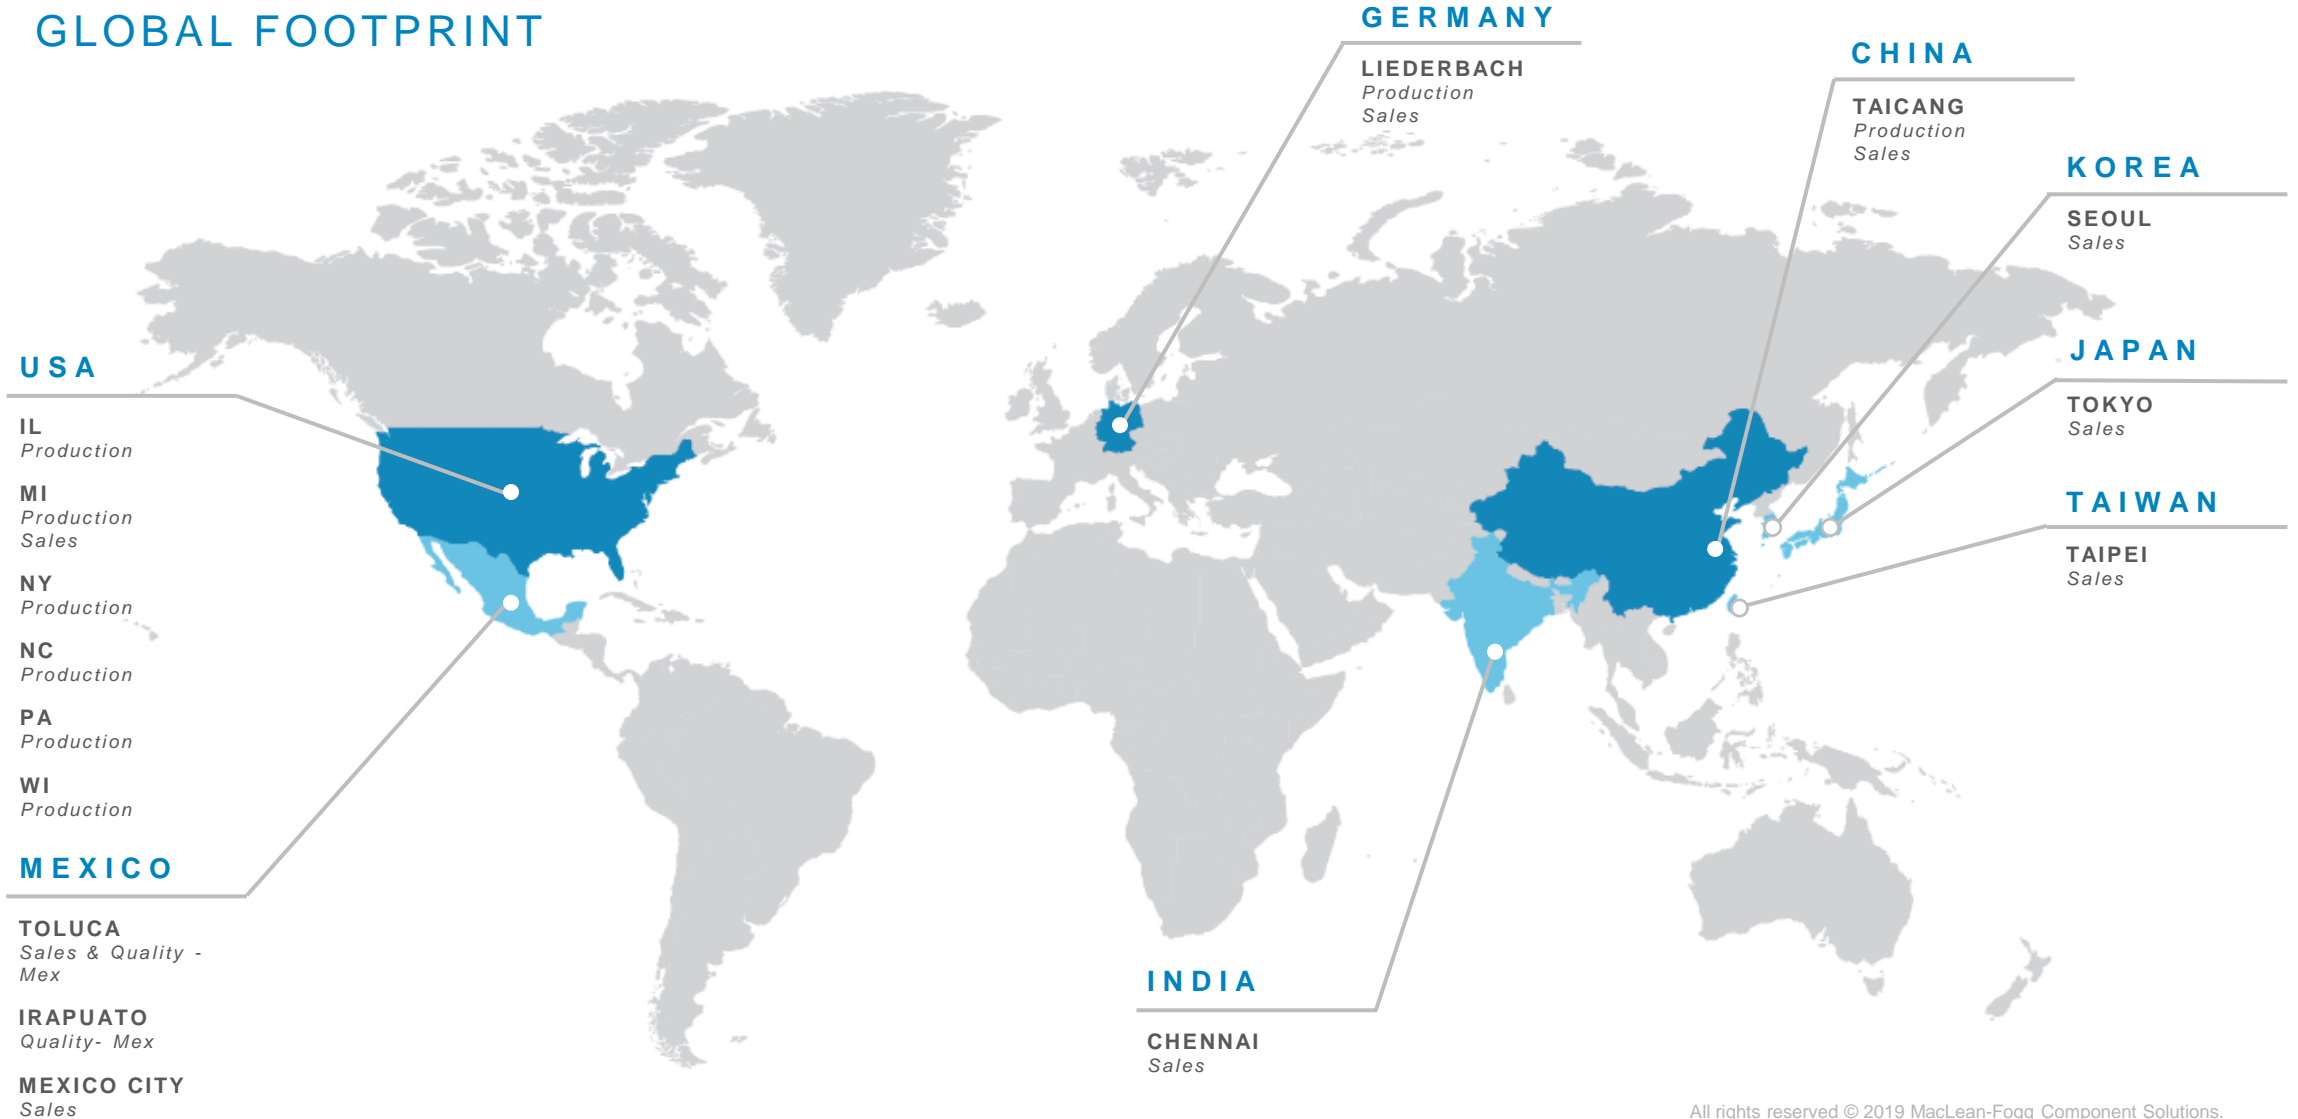 GLOBAL FOOTPRINT
GERMANY
LIEDERBACH
Production
Sales
CHINA
TAICANG
Production
Sales
KOREA
SEOUL
Sales
JAPAN
TOKYO
Sales
TAIWAN
TAIPEI
Sales
USA
IL
Production
MI
Production
Sales
NY
Production
NC
Production
PA
Production
WI
Production
MEXICO
TOLUCA
Sales & Quality -
Mex
IRAPUATO
Quality- Mex
MEXICO CITY
Sales
INDIA
CHENNAI
Sales
All rights reserved © 2019 MacLean-Fogg Component Solutions.